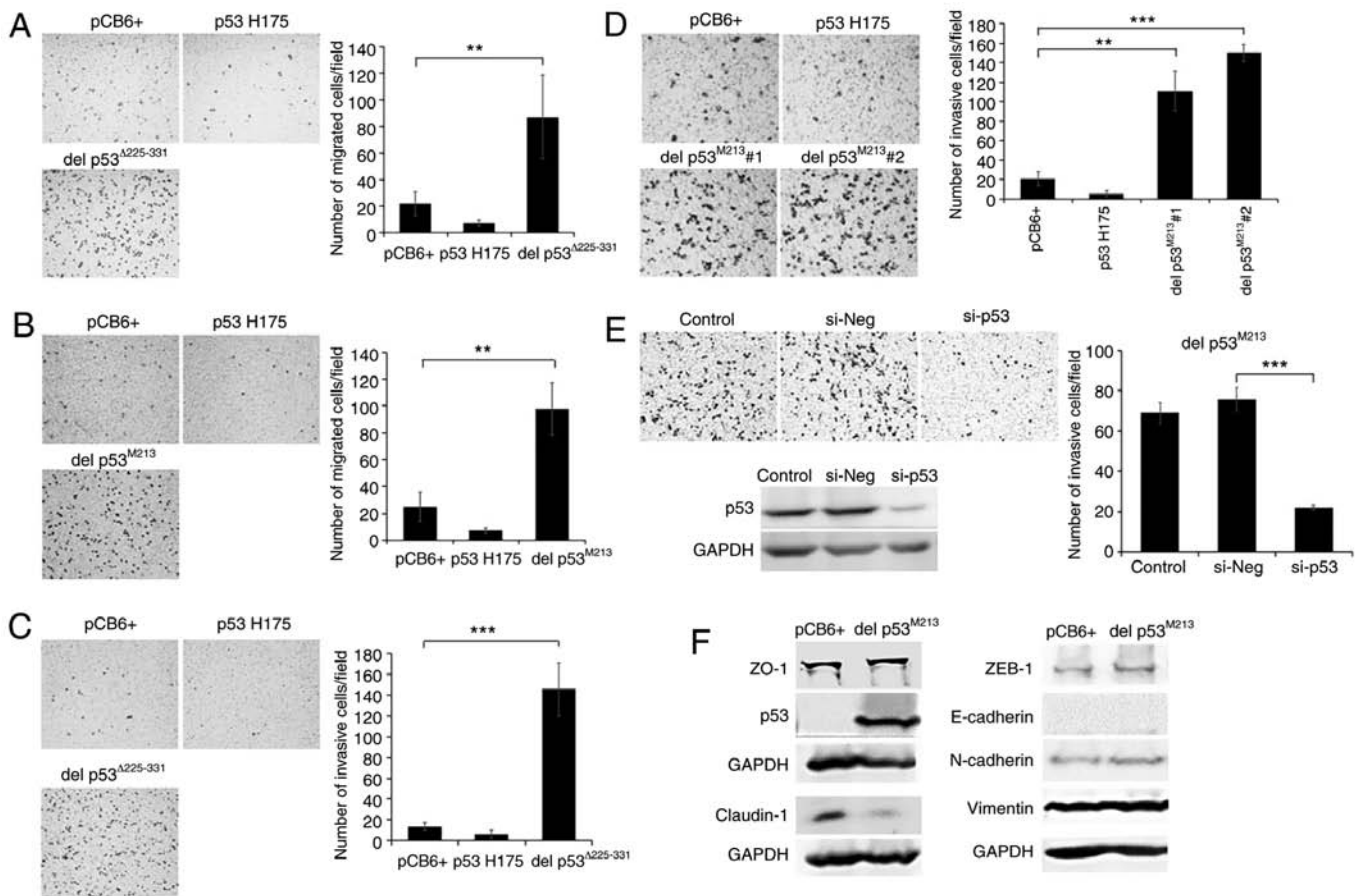 A
pCB6+
p53 H175
del p53Δ225-331
Number of migrated cells/field
140
120
100
80
60
40
20
0
**
pCB6+ p53 H175 del p53Δ225-331
B
pCB6+
p53 H175
del p53M213
Number of migrated cells/field
140
120
100
80
60
40
20
0
**
pCB6+ p53 H175 del p53M213
C
pCB6+
p53 H175
del p53Δ225-331
Number of invasive cells/field
180
160
140
120
100
80
60
40
20
0
***
pCB6+ p53 H175 del p53Δ225-331
D
pCB6+
p53 H175
del p53M213#1
del p53M213#2
Number of invasive cells/field
180
160
140
120
100
80
60
40
20
0
***
**
pCB6+
p53 H175
del p53M213#1
del p53M213#2
E
Control
si-Neg
si-p53
Control si-Neg si-p53
p53
GAPDH
del p53M213
Number of invasive cells/field
100
80
60
40
20
0
***
Control si-Neg si-p53
F
pCB6+ del p53M213
ZO-1
p53
GAPDH
Claudin-1
GAPDH
pCB6+ del p53M213
ZEB-1
E-cadherin
N-cadherin
Vimentin
GAPDH